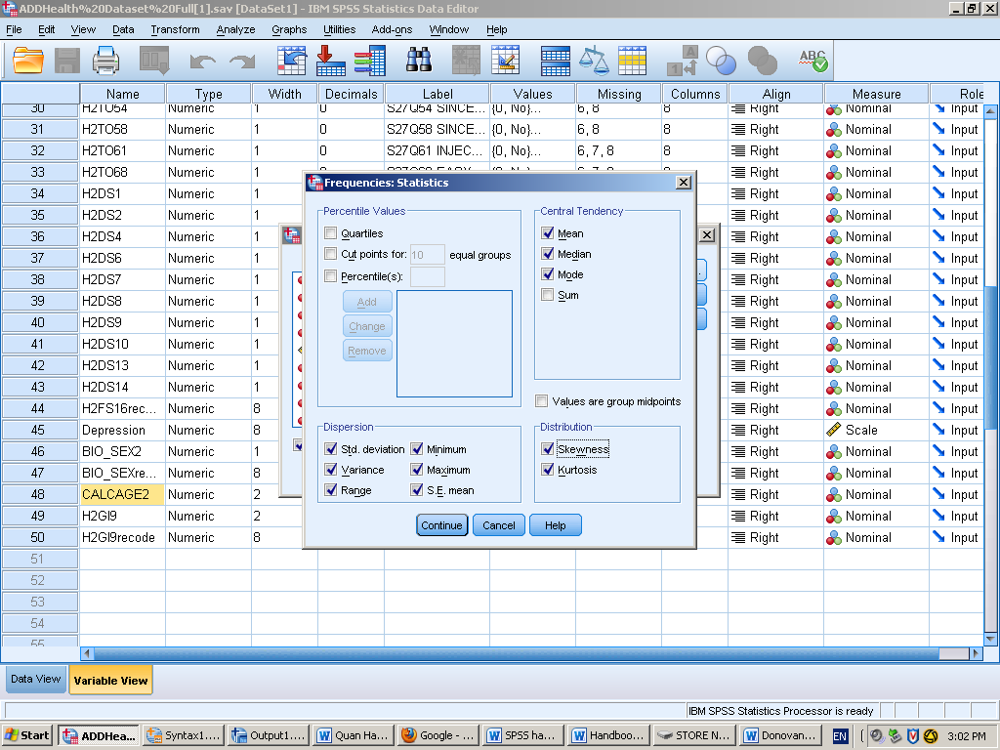 ADDHealth%20Dataset%20Full[1].sav [DataSet1] - IBM SPSS Statistics Data Editor
File Edit View Data Transform Analyze Graphs Utilities Add-ons Window Help
Name Type Width Decimals Label Values Missing Columns Align Measure Role
30 H2TO54 Numeric 1 0 S27Q54 SINCE... {0, No}... 6, 8 8 Right Nominal Input
31 H2TO58 Numeric 1 0 S27Q58 SINCE... {0, No}... 6, 8 8 Right Nominal Input
32 H2TO61 Numeric 1 0 S27Q61 INJEC... {0, No}... 6, 7, 8 8 Right Nominal Input
33 H2TO68 Numeric 1 Right Nominal Input
34 H2DS1 Numeric 1 Right Nominal Input
35 H2DS2 Numeric 1 Right Nominal Input
36 H2DS4 Numeric 1 Right Nominal Input
37 H2DS6 Numeric 1 Right Nominal Input
38 H2DS7 Numeric 1 Right Nominal Input
39 H2DS8 Numeric 1 Right Nominal Input
40 H2DS9 Numeric 1 Right Nominal Input
41 H2DS10 Numeric 1 Right Nominal Input
42 H2DS13 Numeric 1 Right Nominal Input
43 H2DS14 Numeric 1 Right Nominal Input
44 H2FS16rec... Numeric 8 Right Nominal Input
45 Depression Numeric 8 Right Scale Input
46 BIO_SEX2 Numeric 1 Right Nominal Input
47 BIO_SEXre... Numeric 8 Right Nominal Input
48 CALCAGE2 Numeric 2 Right Nominal Input
49 H2GI9 Numeric 2 Right Nominal Input
50 H2GI9recode Numeric 8 Right Nominal Input
51
52
53
54
55
Frequencies: Statistics
Percentile Values
Quartiles
Cut points for: 10 equal groups
Percentile(s):
Add
Change
Remove
Central Tendency
Mean
Median
Mode
Sum
Values are group midpoints
Dispersion
Std. deviation Minimum
Variance Maximum
Range S.E. mean
Distribution
Skewness
Kurtosis
Continue Cancel Help
Data View Variable View
IBM SPSS Statistics Processor is ready
Start ADDHea... Syntax1.... Output1.... Quan Ha... Google - ... SPSS ha... Handboo... STORE N... Donovan... EN 3:02 PM